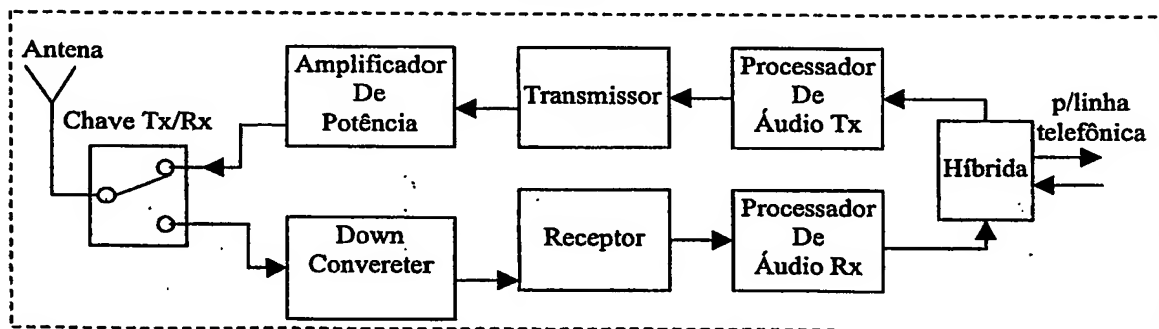 Antena
Chave Tx/Rx
Amplificador
De
Potência
Transmissor
Processador
De
Áudio Tx
p/linha
telefônica
Híbrida
Down
Convereter
Receptor
Processador
De
Áudio Rx